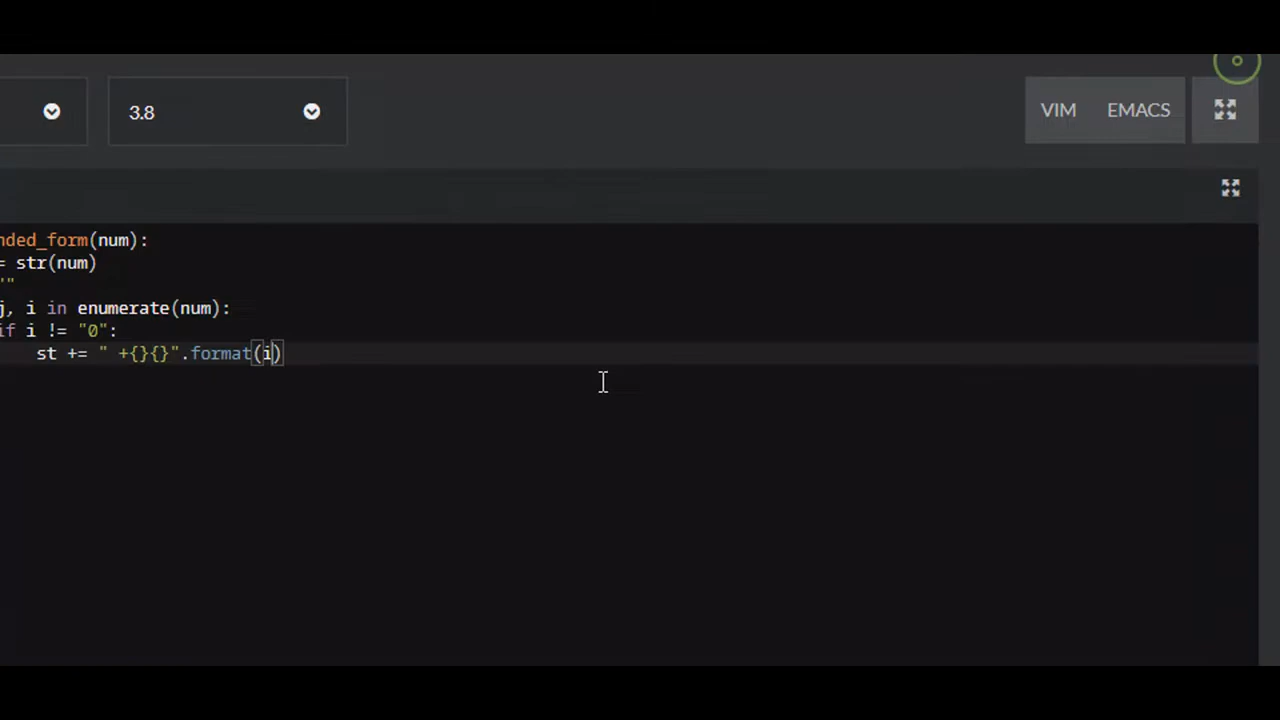 3.8
VIM EMACS
nded_form(num):
= str(num)
""
j, i in enumerate(num):
if i != "0":
st += " +{}{}".format(i)